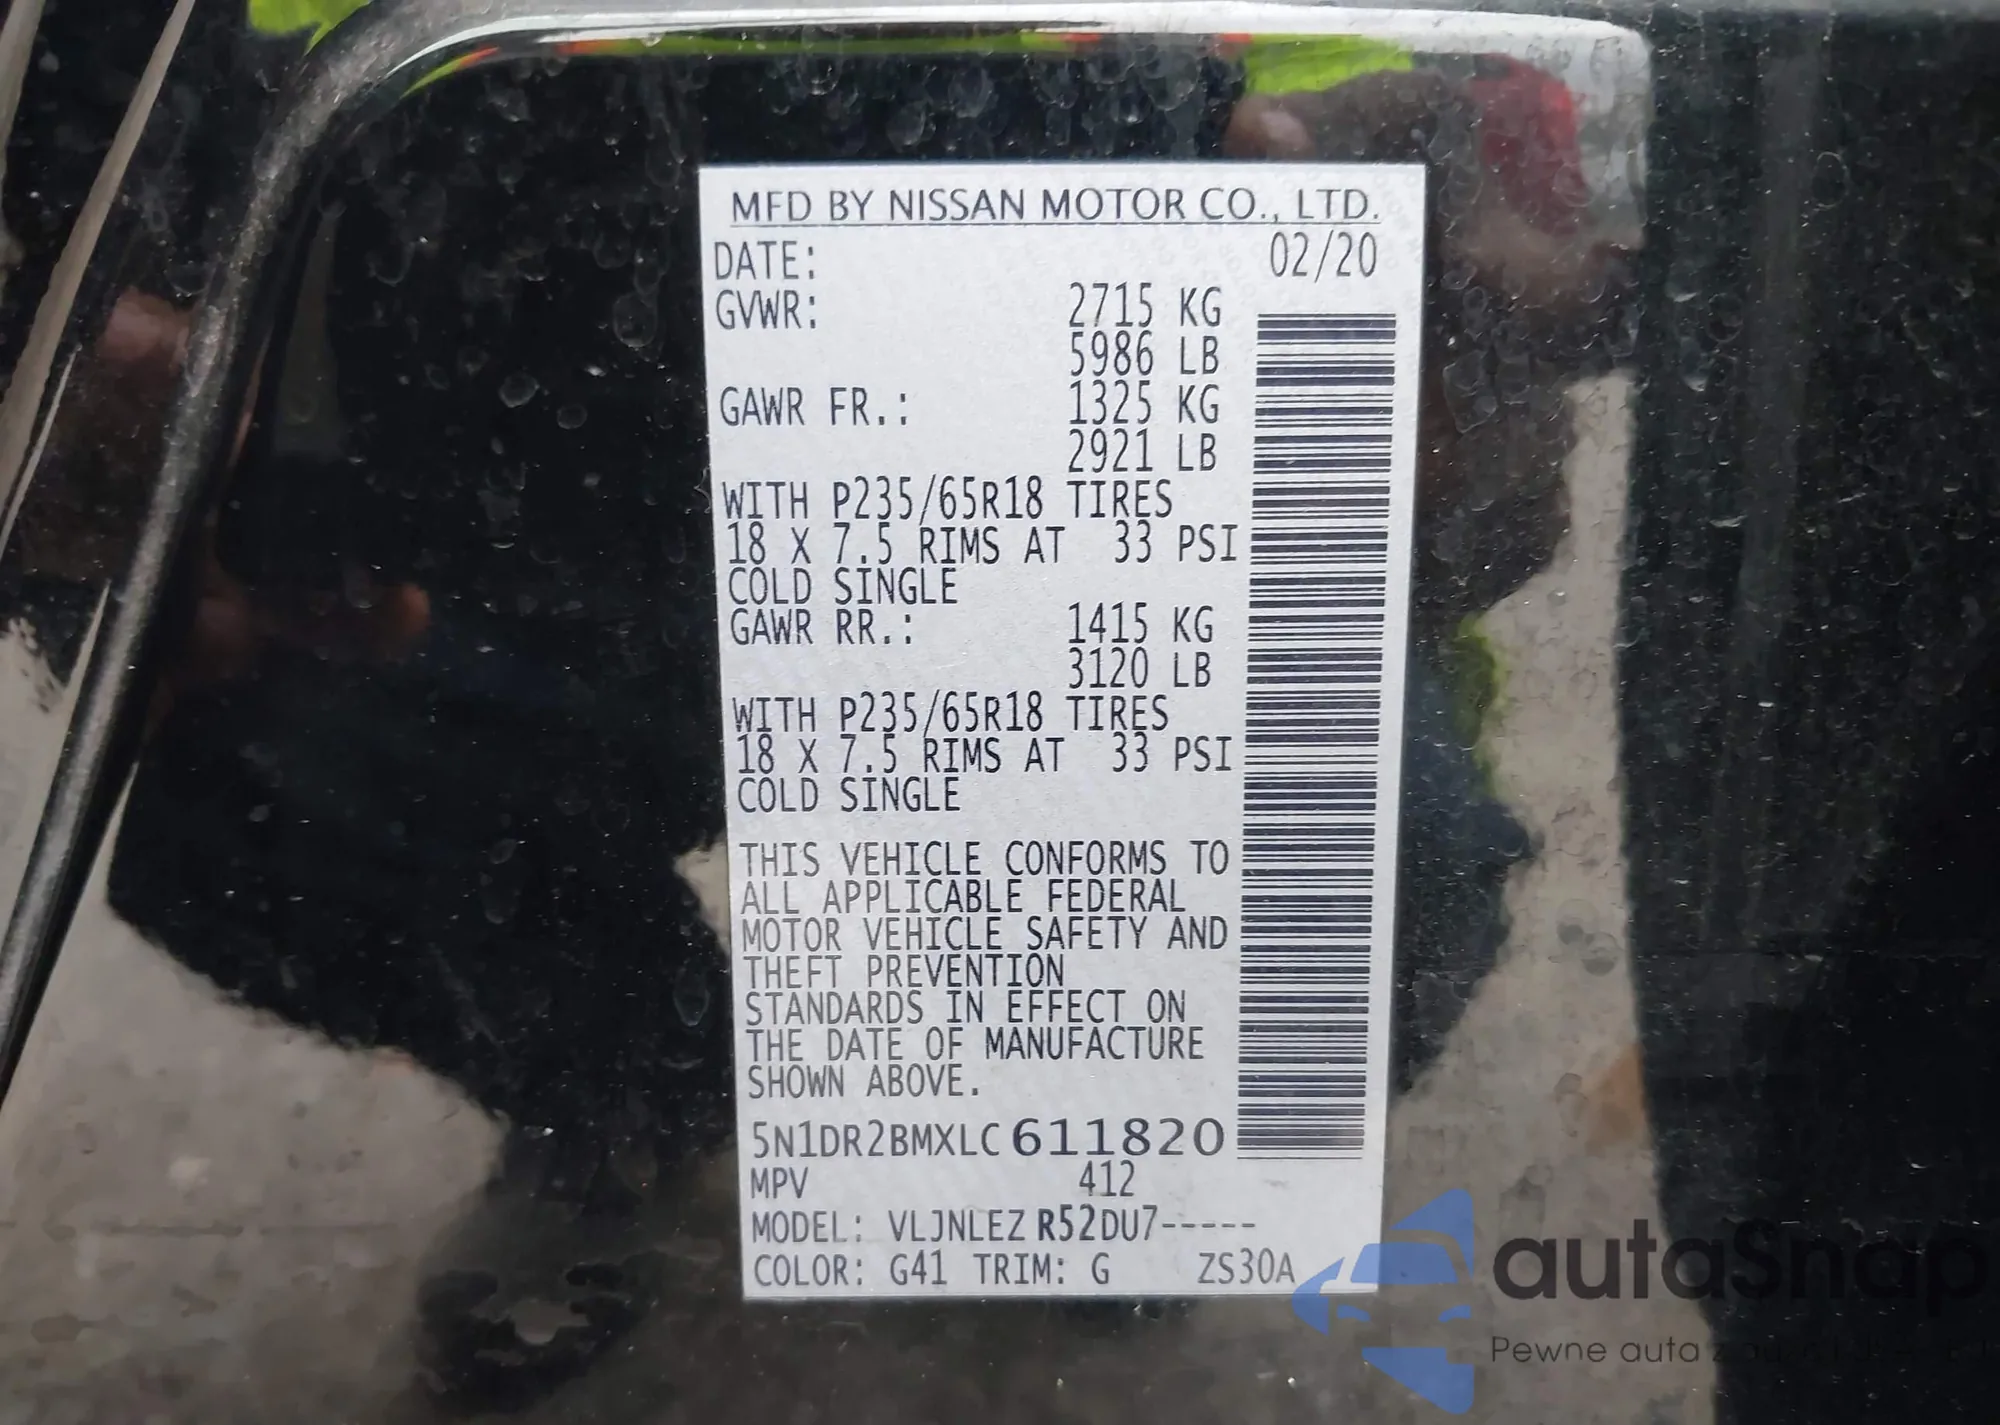 MFD BY NISSAN MOTOR CO., LTD.
DATE: 02/20
GVWR: 2715 KG
5986 LB
GAWR FR.: 1325 KG
2921 LB
WITH P235/65R18 TIRES
18 X 7.5 RIMS AT 33 PSI
COLD SINGLE
GAWR RR.: 1415 KG
3120 LB
WITH P235/65R18 TIRES
18 X 7.5 RIMS AT 33 PSI
COLD SINGLE
THIS VEHICLE CONFORMS TO
ALL APPLICABLE FEDERAL
MOTOR VEHICLE SAFETY AND
THEFT PREVENTION
STANDARDS IN EFFECT ON
THE DATE OF MANUFACTURE
SHOWN ABOVE.
5N1DR2BMXLC611820
MPV 412
MODEL: VLJNLEZ R52DU7-----
COLOR: G41 TRIM: G ZS30A
autaSnap
Pewne auta